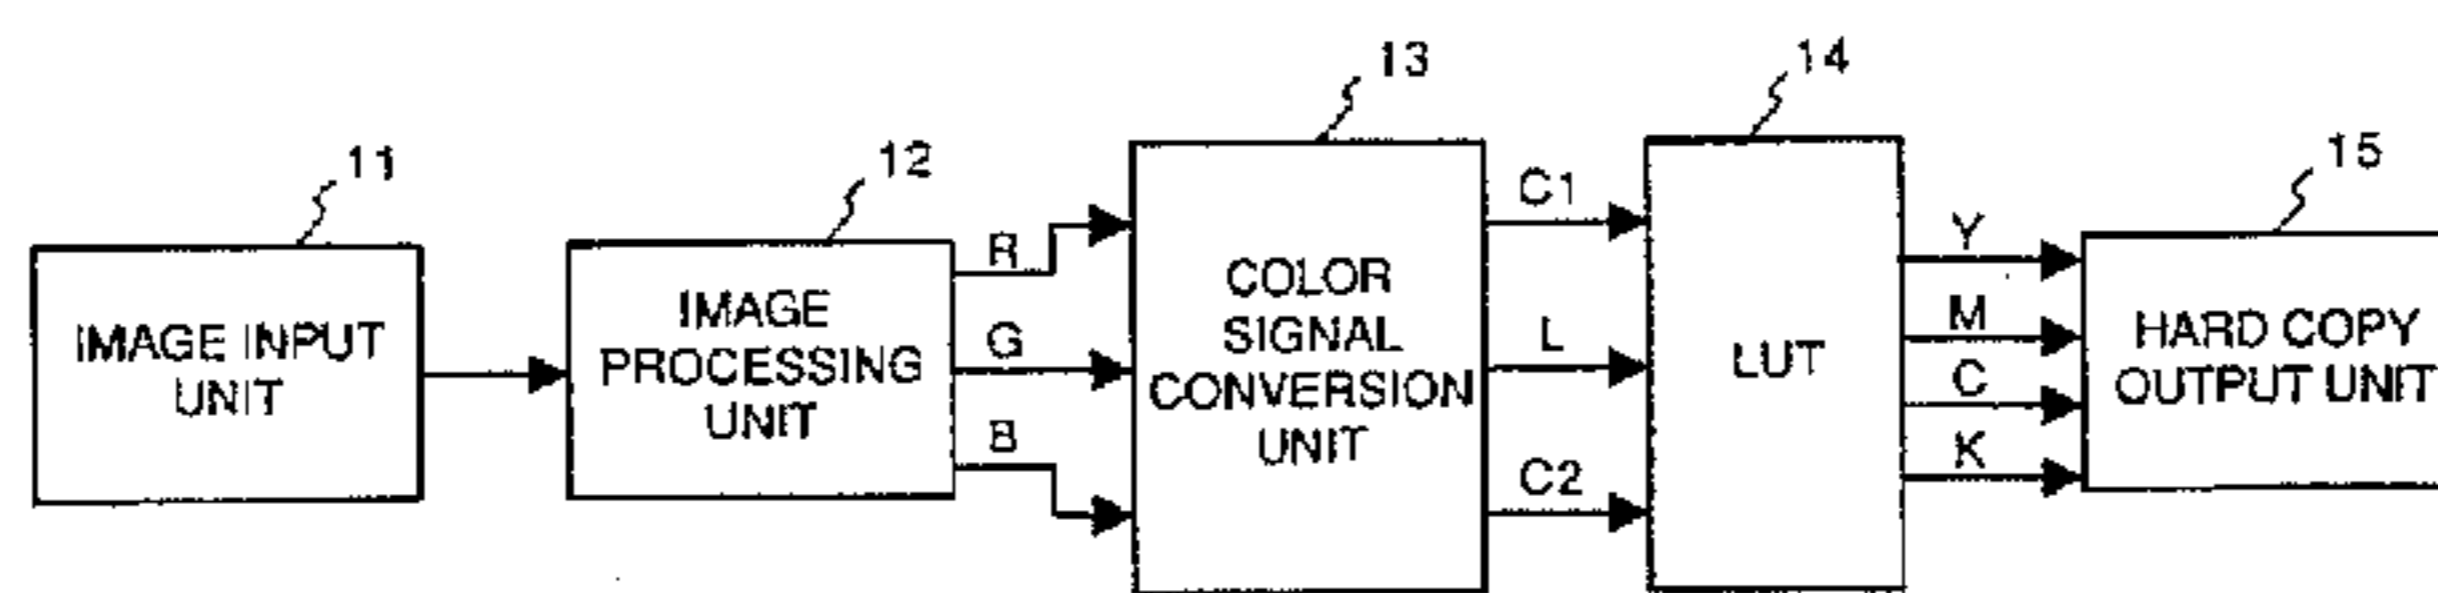 11
IMAGE INPUT
UNIT
12
IMAGE
PROCESSING
UNIT
R
G
B
13
COLOR
SIGNAL
CONVERSION
UNIT
C1
L
C2
14
LUT
Y
M
C
K
15
HARD COPY
OUTPUT UNIT